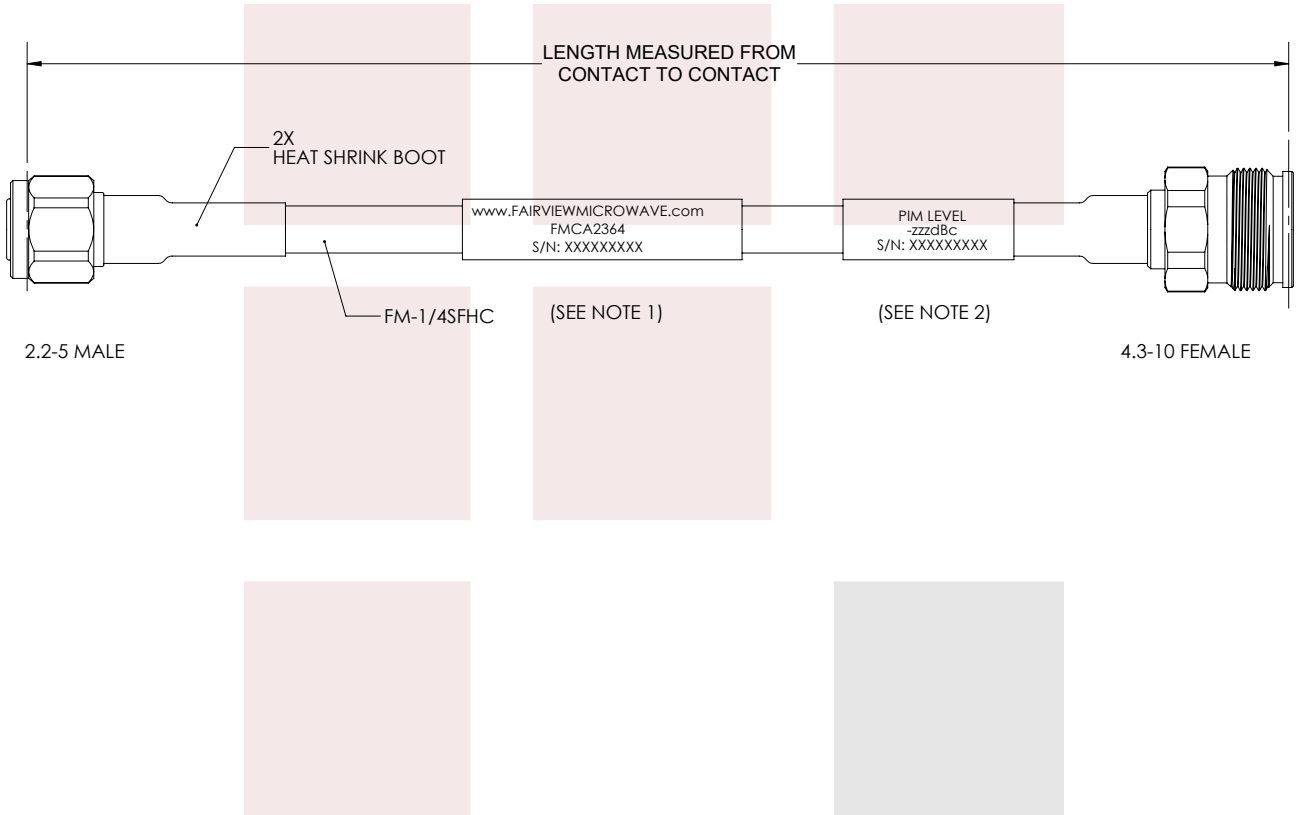 LENGTH MEASURED FROM
CONTACT TO CONTACT
2X
HEAT SHRINK BOOT
www.FAIRVIEWMICROWAVE.com
FMCA2364
S/N: XXXXXXXXX
PIM LEVEL
-zzzdBc
S/N: XXXXXXXXX
FM-1/4SFHC
(SEE NOTE 1)
(SEE NOTE 2)
2.2-5 MALE
4.3-10 FEMALE